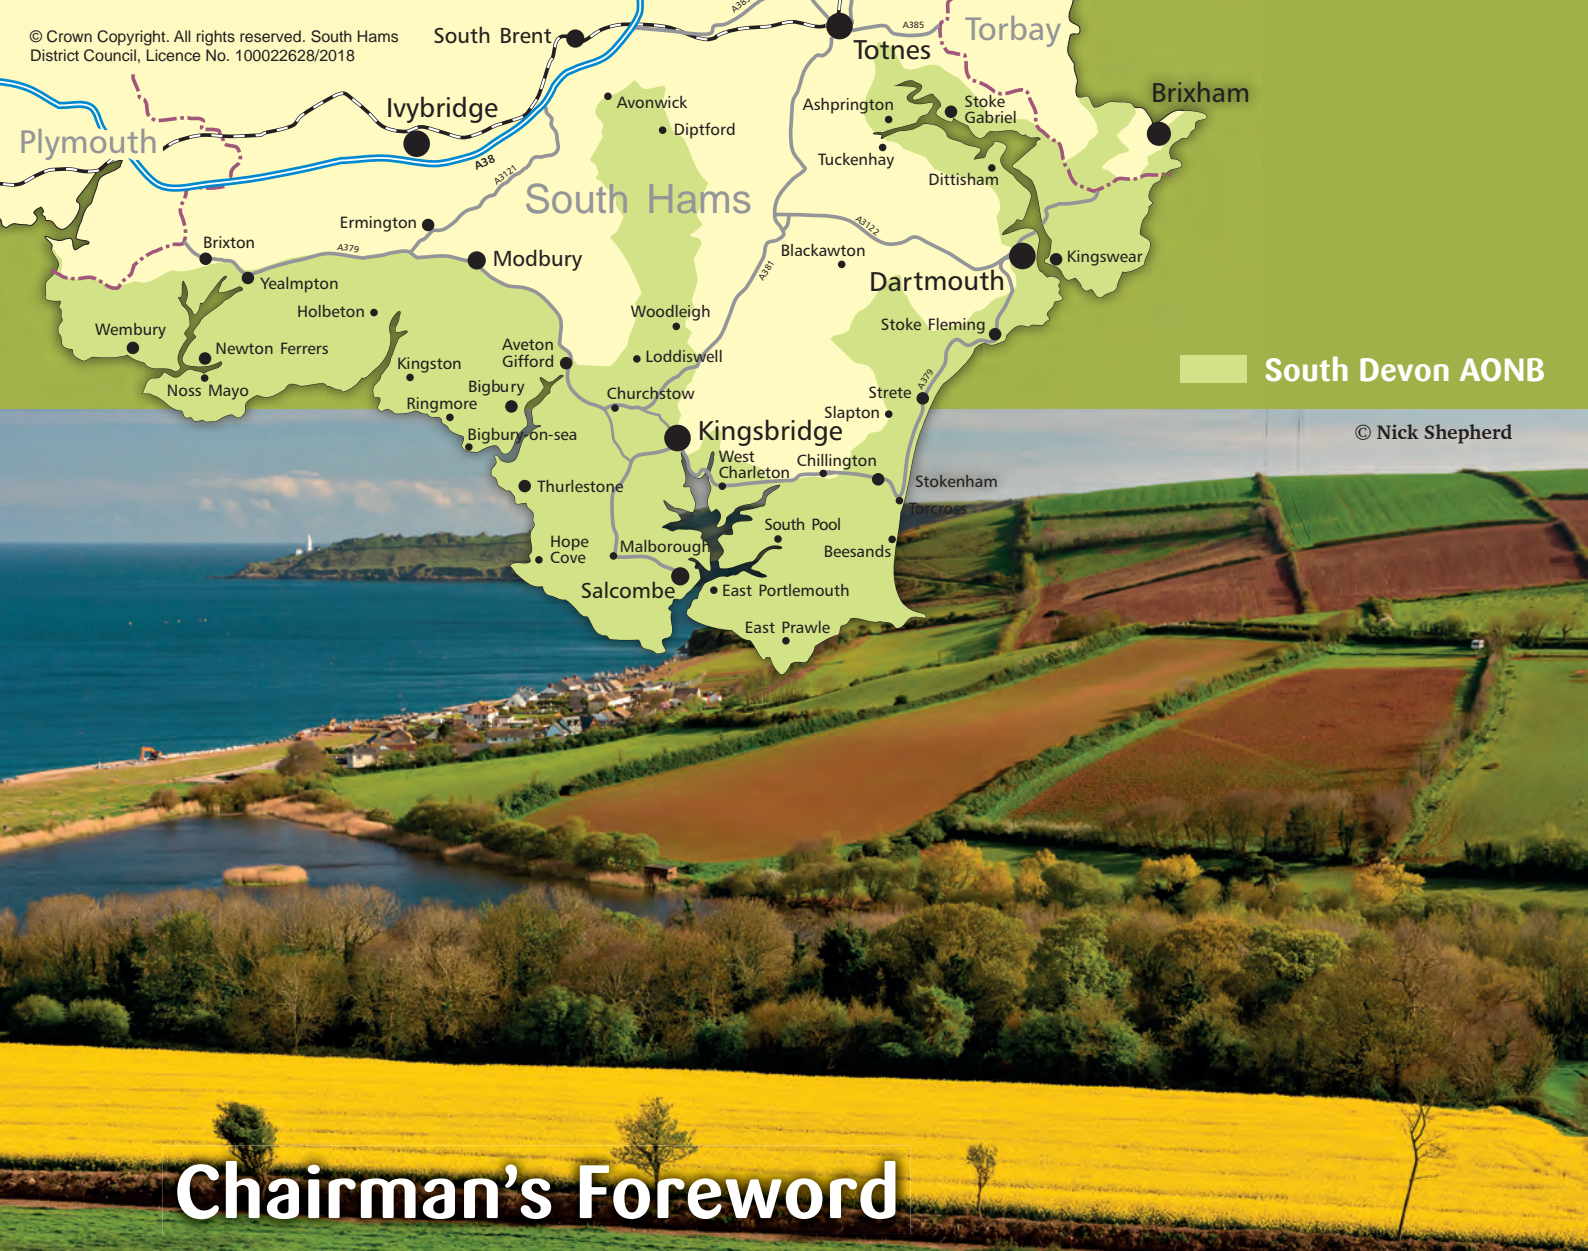 © Crown Copyright. All rights reserved. South Hams
District Council, Licence No. 100022628/2018
South Brent
A385
A385
Totnes
Torbay
Brixham
Plymouth
Ivybridge
Avonwick
Diptford
Ashprington
Stoke
Gabriel
Tuckenhay
Dittisham
A38
A3121
South Hams
Ermington
A379
Brixton
Modbury
Yealmpton
Holbeton
Blackawton
A3122
A381
Dartmouth
Kingswear
Wembury
Newton Ferrers
Noss Mayo
Woodleigh
Loddiswell
Stoke Fleming
Aveton
Gifford
Kingston
Bigbury
Ringmore
Bigbury-on-sea
Churchstow
Strete
A379
Slapton
South Devon AONB
© Nick Shepherd
Kingsbridge
West
Charleton
Chillington
Stokenham
Torcross
Thurlestone
Hope
Cove
Malborough
South Pool
Beesands
Salcombe
East Portlemouth
East Prawle
Chairman's Foreword